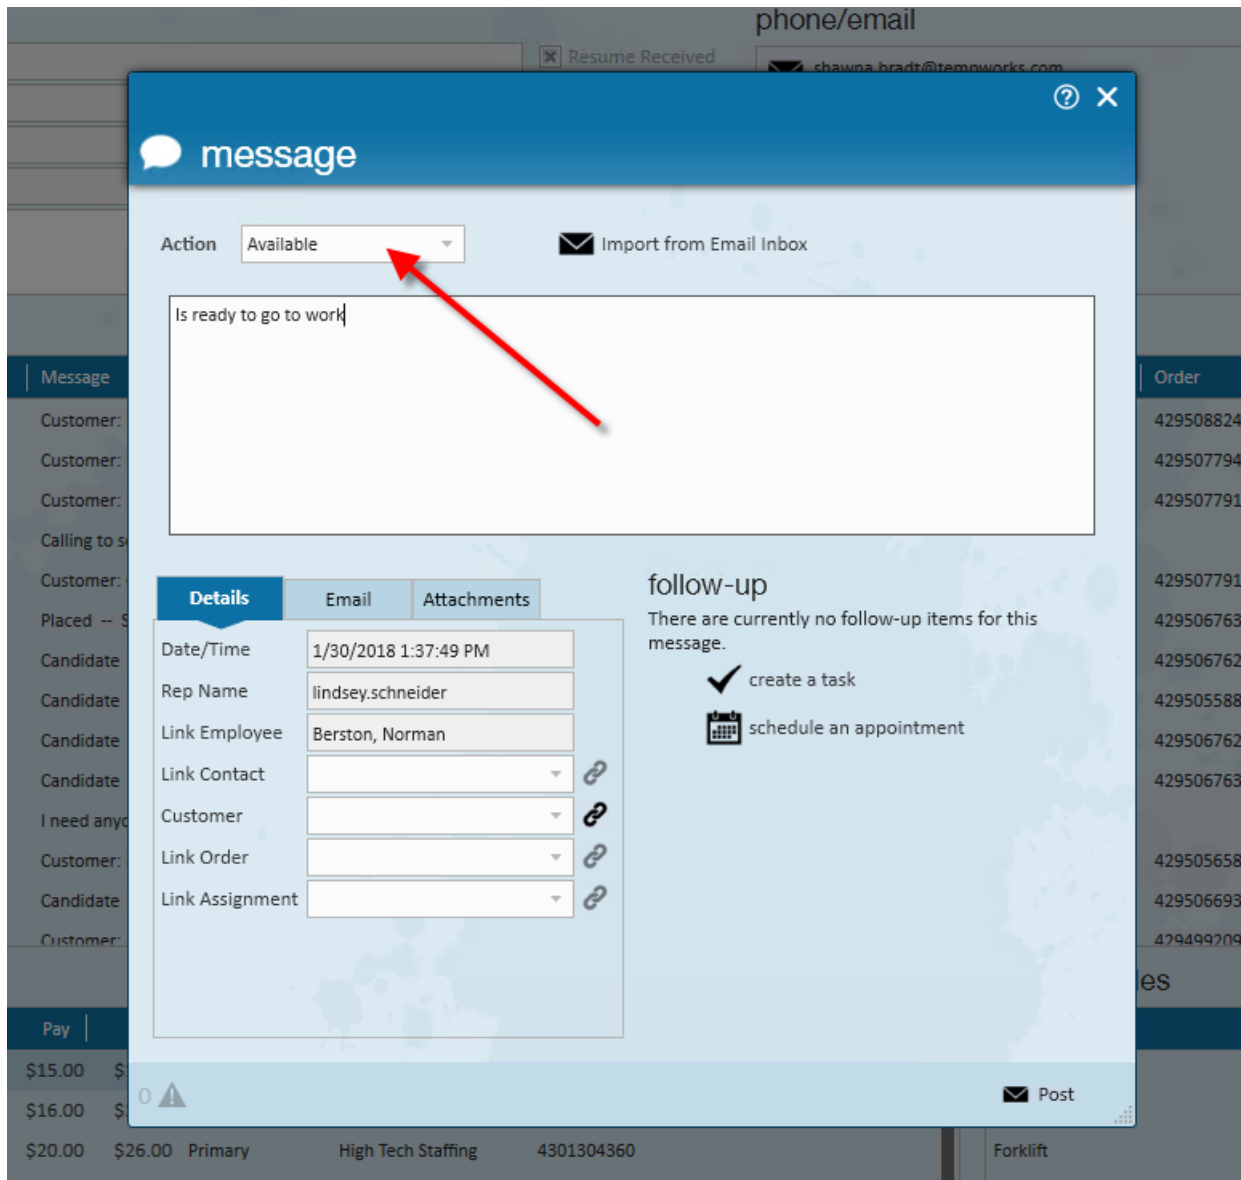 phone/email
Resume Received
shawna.bradt@tempworks.com
message
Action
Available
Import from Email Inbox
Is ready to go to work
Message
Order
Customer:
429508824
Customer:
429507794
Customer:
429507791
Calling to
Customer:
429507791
Placed --
429506763
Candidate
429506762
Candidate
429505588
Candidate
429506762
Candidate
429506763
I need
Customer:
429505658
Candidate
429506693
Customer:
429499209
Details
Email
Attachments
Date/Time
1/30/2018 1:37:49 PM
Rep Name
lindsey.schneider
Link Employee
Berston, Norman
Link Contact
Customer
Link Order
Link Assignment
follow-up
There are currently no follow-up items for this
message.
create a task
schedule an appointment
les
Pay
$15.00 $
$16.00 $
0
Post
$20.00 $26.00 Primary High Tech Staffing 4301304360
Forklift